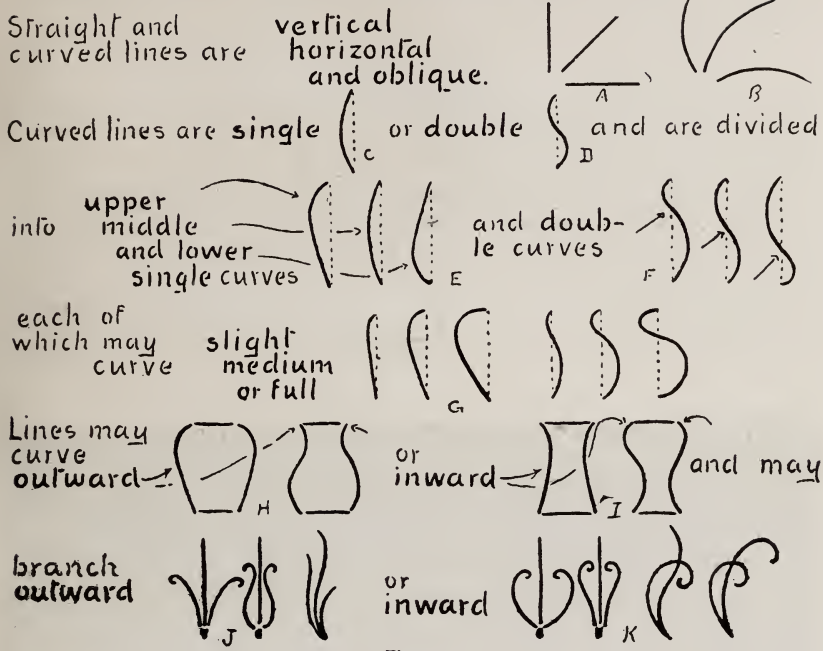 Straight and vertical
curved lines are horizontal
and oblique.
A B
Curved lines are single C or double D and are divided
upper
into middle and doub-
and lower le curves
single curves E F
each of
which may slight
curve medium
or full
G
Lines may
curve or
outward inward and may
H I
branch
outward or
inward
J K